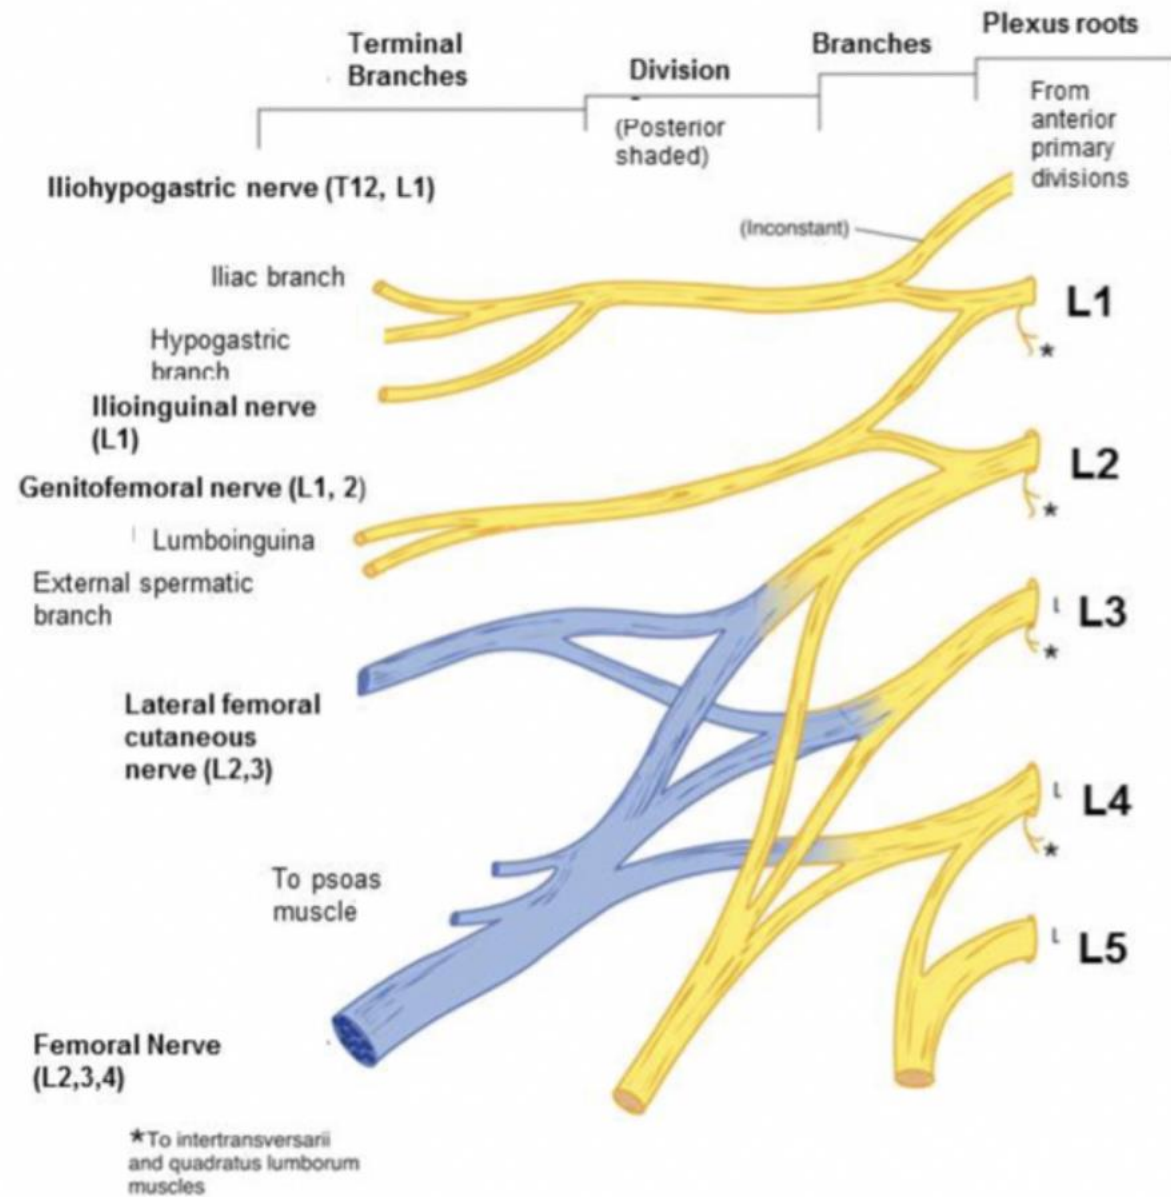 Plexus roots
Branches
Terminal
Branches
Division
From
anterior
primary
divisions
(Posterior
shaded)
Iliohypogastric nerve (T12, L1)
(Inconstant)
Iliac branch
L1
Hypogastric
branch
*
Ilioinguinal nerve
(L1)
L2
Genitofemoral nerve (L1, 2)
*
Lumboinguina
External spermatic
branch
L3
*
Lateral femoral
cutaneous
nerve (L2,3)
L4
*
To psoas
muscle
L5
Femoral Nerve
(L2,3,4)
*To intertransversarii
and quadratus lumborum
muscles